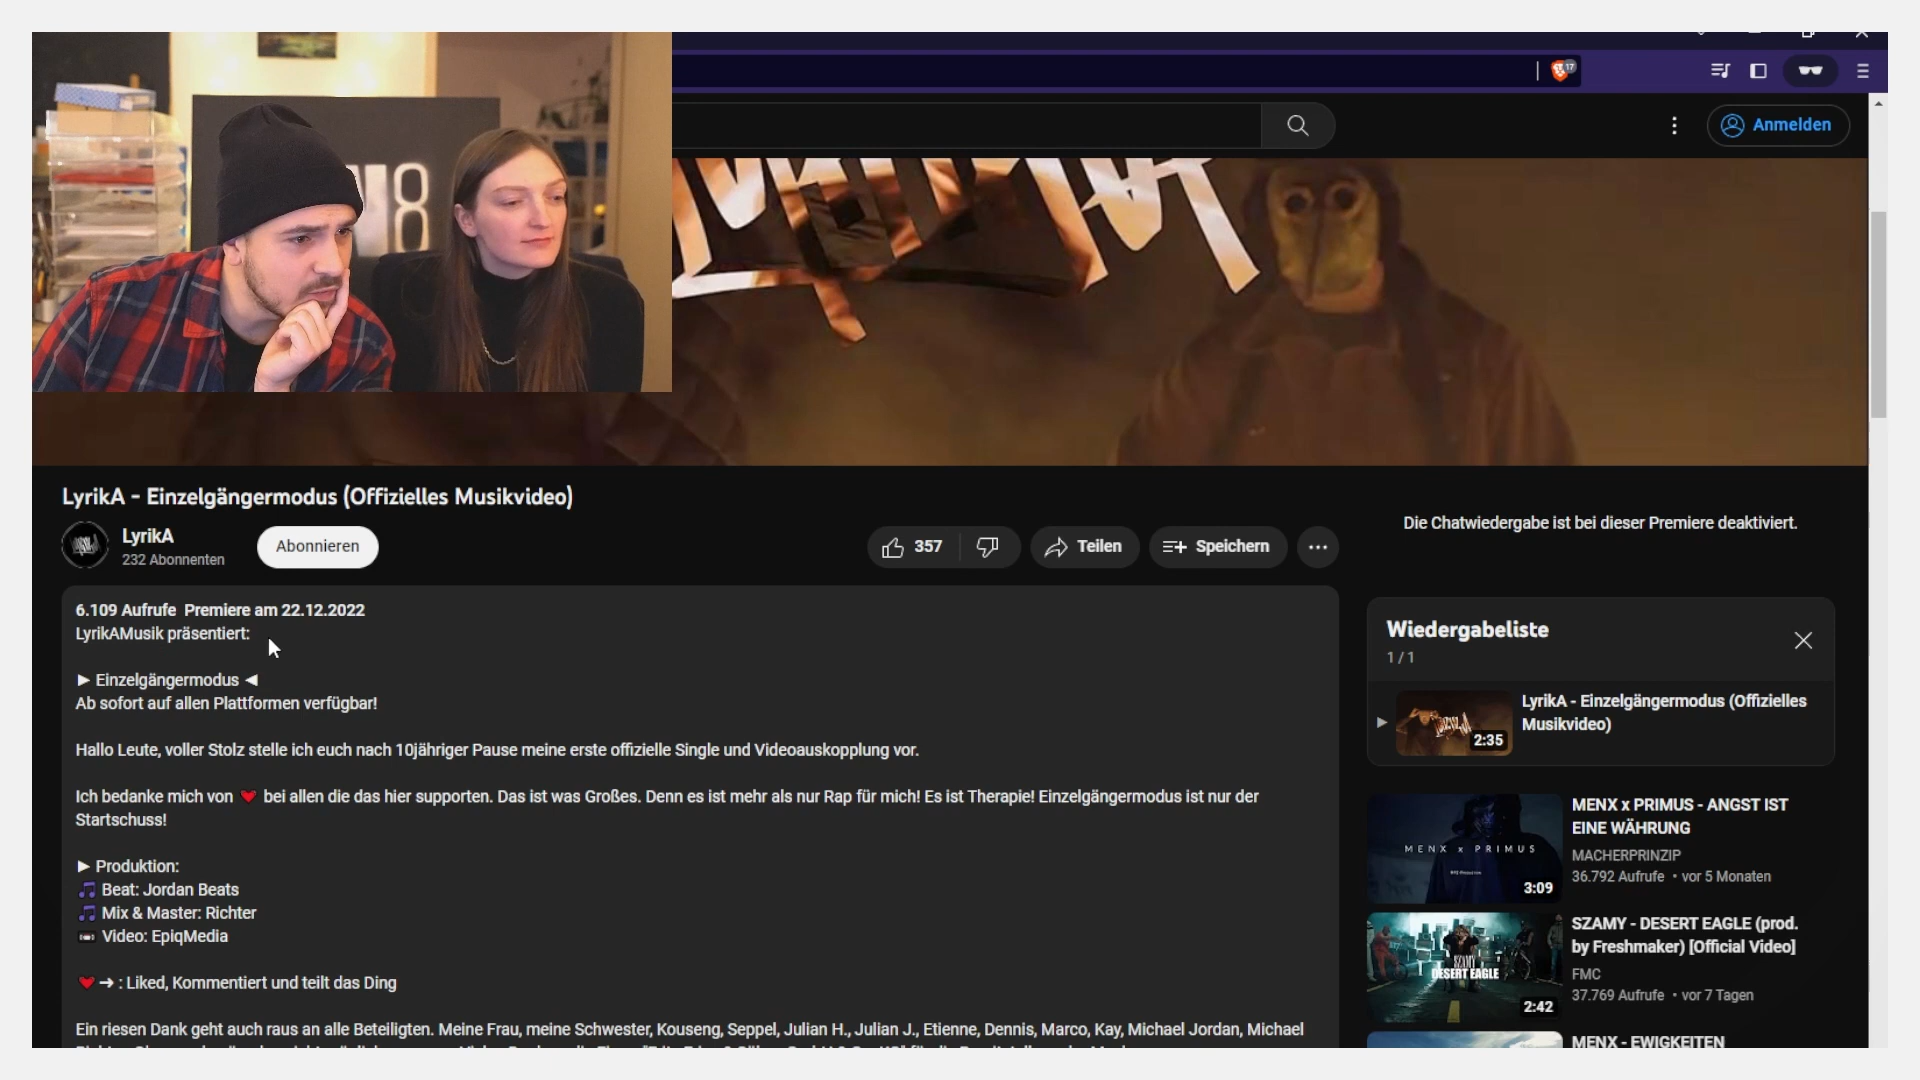 8
17
Anmelden
LyrikA - Einzelgängermodus (Offizielles Musikvideo)
LyrikA
232 Abonnenten
Abonnieren
357
Teilen
Speichern
6.109 Aufrufe Premiere am 22.12.2022
LyrikAMusik präsentiert:
► Einzelgängermodus ◄
Ab sofort auf allen Plattformen verfügbar!
Hallo Leute, voller Stolz stelle ich euch nach 10jähriger Pause meine erste offizielle Single und Videoauskopplung vor.
Ich bedanke mich von ❤ bei allen die das hier supporten. Das ist was Großes. Denn es ist mehr als nur Rap für mich! Es ist Therapie! Einzelgängermodus ist nur der
Startschuss!
► Produktion:
🎵 Beat: Jordan Beats
🎵 Mix & Master: Richter
📼 Video: EpiqMedia
❤ ➔ : Liked, Kommentiert und teilt das Ding
Ein riesen Dank geht auch raus an alle Beteiligten. Meine Frau, meine Schwester, Kouseng, Seppel, Julian H., Julian J., Etienne, Dennis, Marco, Kay, Michael Jordan, Michael
Die Chatwiedergabe ist bei dieser Premiere deaktiviert.
Wiedergabeliste
1 / 1
2:35
LyrikA - Einzelgängermodus (Offizielles
Musikvideo)
MENX x PRIMUS
3:09
MENX x PRIMUS - ANGST IST
EINE WÄHRUNG
MACHERPRINZIP
36.792 Aufrufe • vor 5 Monaten
SZAMY
DESERT EAGLE
2:42
SZAMY - DESERT EAGLE (prod.
by Freshmaker) [Official Video]
FMC
37.769 Aufrufe • vor 7 Tagen
MENX - EWIGKEITEN